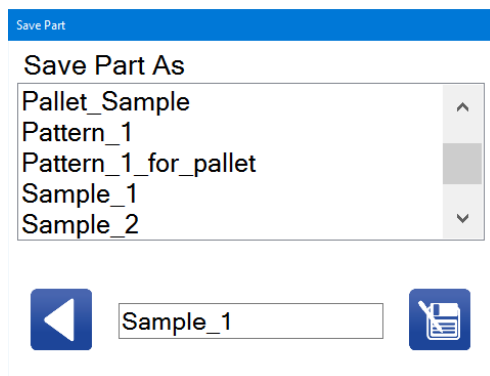 Save Part
Save Part As
Pallet_Sample
Pattern_1
Pattern_1_for_pallet
Sample_1
Sample_2
Sample_1